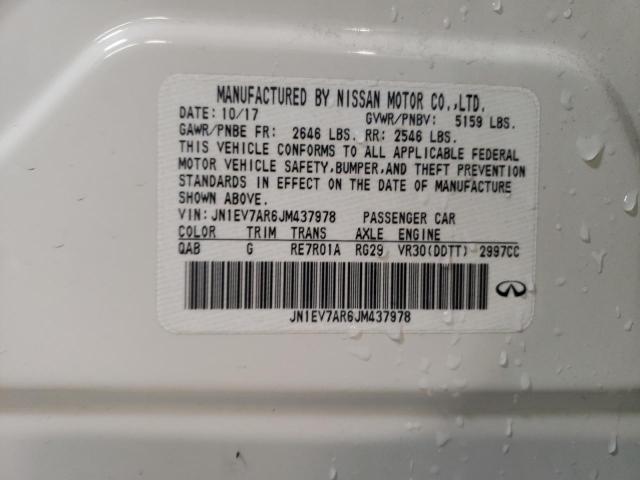 MANUFACTURED BY NISSAN MOTOR CO.,LTD.
DATE: 10/17 GVWR/PNBV: 5159 LBS.
GAWR/PNBE FR: 2646 LBS. RR: 2546 LBS.
THIS VEHICLE CONFORMS TO ALL APPLICABLE FEDERAL
MOTOR VEHICLE SAFETY,BUMPER,AND THEFT PREVENTION
STANDARDS IN EFFECT ON THE DATE OF MANUFACTURE
SHOWN ABOVE.
VIN: JN1EV7AR6JM437978 PASSENGER CAR
COLOR TRIM TRANS AXLE ENGINE
QAB G RE7R01A RG29 VR30(DDTT) 2997CC
JN1EV7AR6JM437978